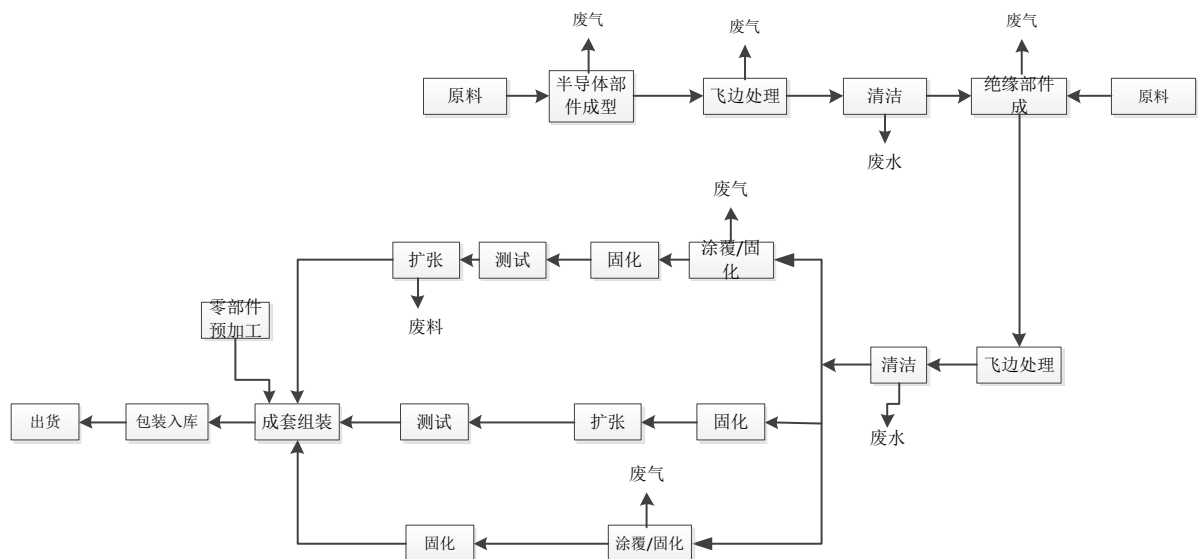 废气
废气
废气
原料
半导体部
件成型
飞边处理
清洁
绝缘部件
成
原料
废水
废气
扩张
测试
固化
涂覆/固
化
废料
零部件
预加工
清洁
飞边处理
出货
包装入库
成套组装
测试
扩张
固化
废水
废气
固化
涂覆/固化